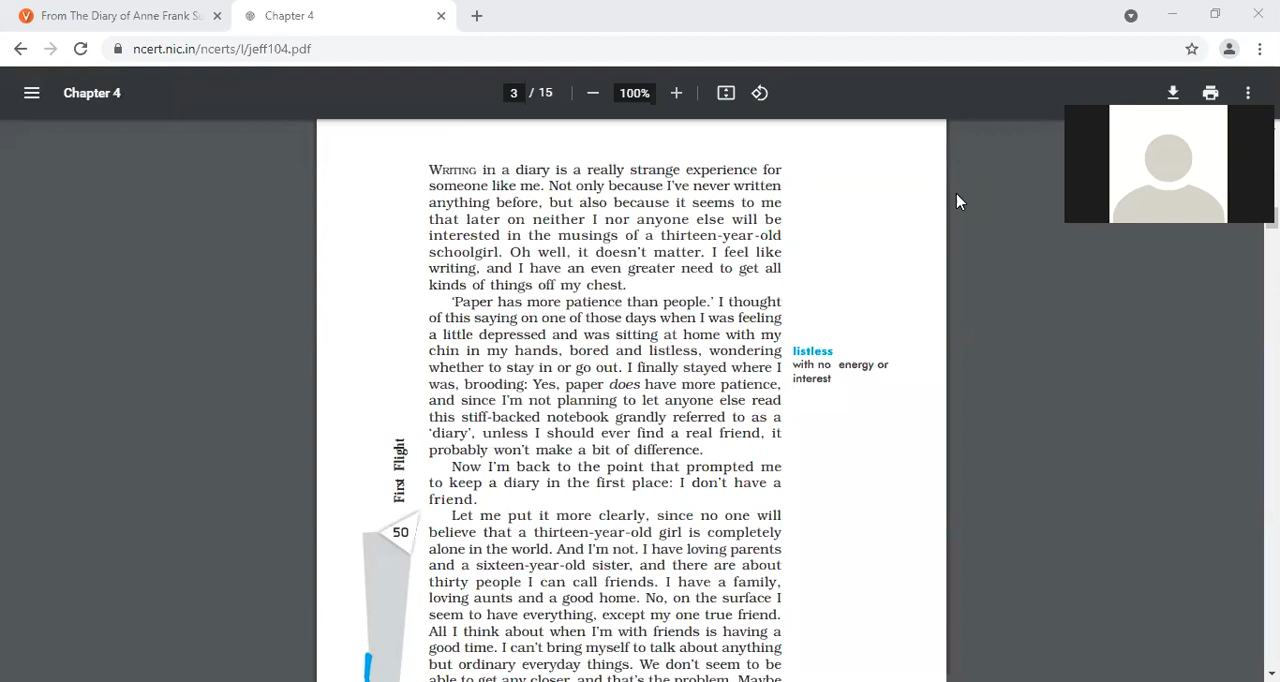 From The Diary of Anne Frank Su
Chapter 4
ncert.nic.in/ncerts/l/jeff104.pdf
Chapter 4
3 / 15
100%
WRITING in a diary is a really strange experience for
someone like me. Not only because I've never written
anything before, but also because it seems to me
that later on neither I nor anyone else will be
interested in the musings of a thirteen-year-old
schoolgirl. Oh well, it doesn't matter. I feel like
writing, and I have an even greater need to get all
kinds of things off my chest.
'Paper has more patience than people.' I thought
of this saying on one of those days when I was feeling
a little depressed and was sitting at home with my
chin in my hands, bored and listless, wondering
whether to stay in or go out. I finally stayed where I
was, brooding: Yes, paper does have more patience,
and since I'm not planning to let anyone else read
this stiff-backed notebook grandly referred to as a
'diary', unless I should ever find a real friend, it
probably won't make a bit of difference.
Now I'm back to the point that prompted me
to keep a diary in the first place: I don't have a
friend.
Let me put it more clearly, since no one will
believe that a thirteen-year-old girl is completely
alone in the world. And I'm not. I have loving parents
and a sixteen-year-old sister, and there are about
thirty people I can call friends. I have a family,
loving aunts and a good home. No, on the surface I
seem to have everything, except my one true friend.
All I think about when I'm with friends is having a
good time. I can't bring myself to talk about anything
but ordinary everyday things. We don't seem to be
able to get any closer, and that's the problem. Maybe
listless
with no energy or
interest
First Flight
50